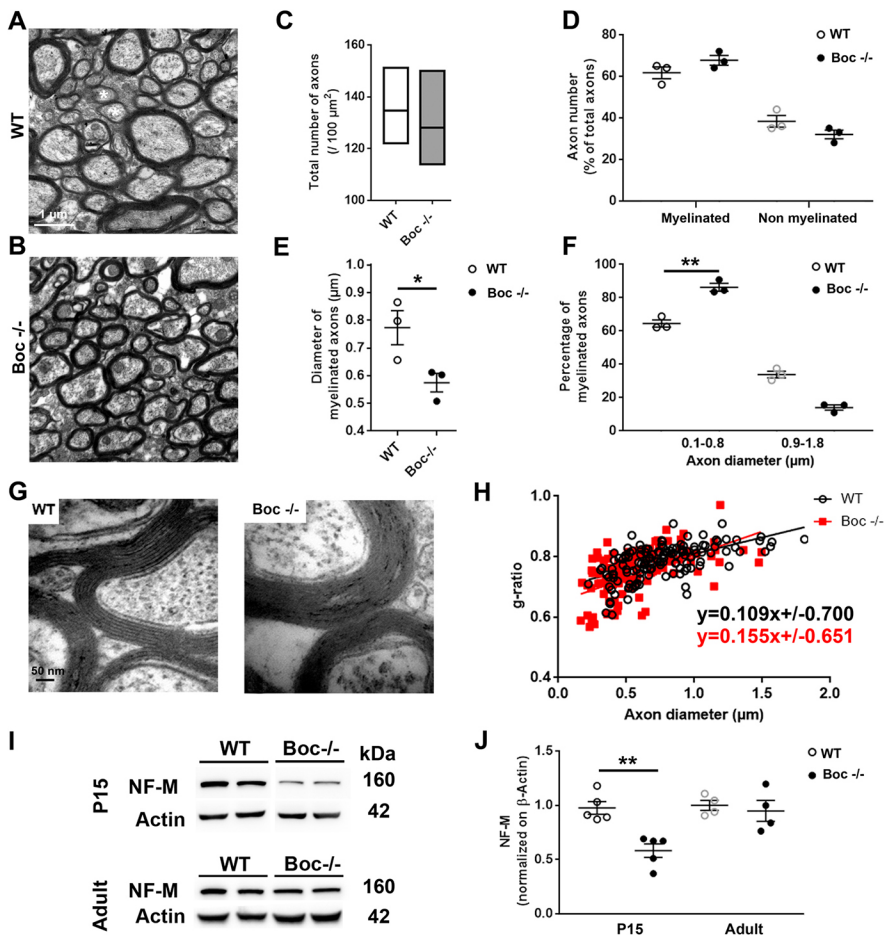 A
WT
1 µm
B
Boc -/-
C
Total number of axons
(/ 100 µm²)
160
140
120
100
WT
Boc -/-
D
Axon number
(% of total axons)
80
60
40
20
0
Myelinated
Non myelinated
WT
Boc -/-
E
Diameter of
myelinated axons (µm)
1.0
0.9
0.8
0.7
0.6
0.5
0.4
*
WT
Boc-/-
WT
Boc -/-
F
Percentage of
myelinated axons
100
80
60
40
20
0
**
0.1-0.8
0.9-1.8
Axon diameter (µm)
WT
Boc -/-
G
WT
50 nm
Boc -/-
H
g-ratio
1.0
0.8
0.6
0.4
0.0
0.5
1.0
1.5
2.0
Axon diameter (µm)
WT
Boc -/-
y=0.109x+/-0.700
y=0.155x+/-0.651
I
WT
Boc-/-
kDa
P15
NF-M
160
Actin
42
WT
Boc-/-
Adult
NF-M
160
Actin
42
J
NF-M
(normalized on β-Actin)
1.5
1.0
0.5
0.0
**
P15
Adult
WT
Boc -/-